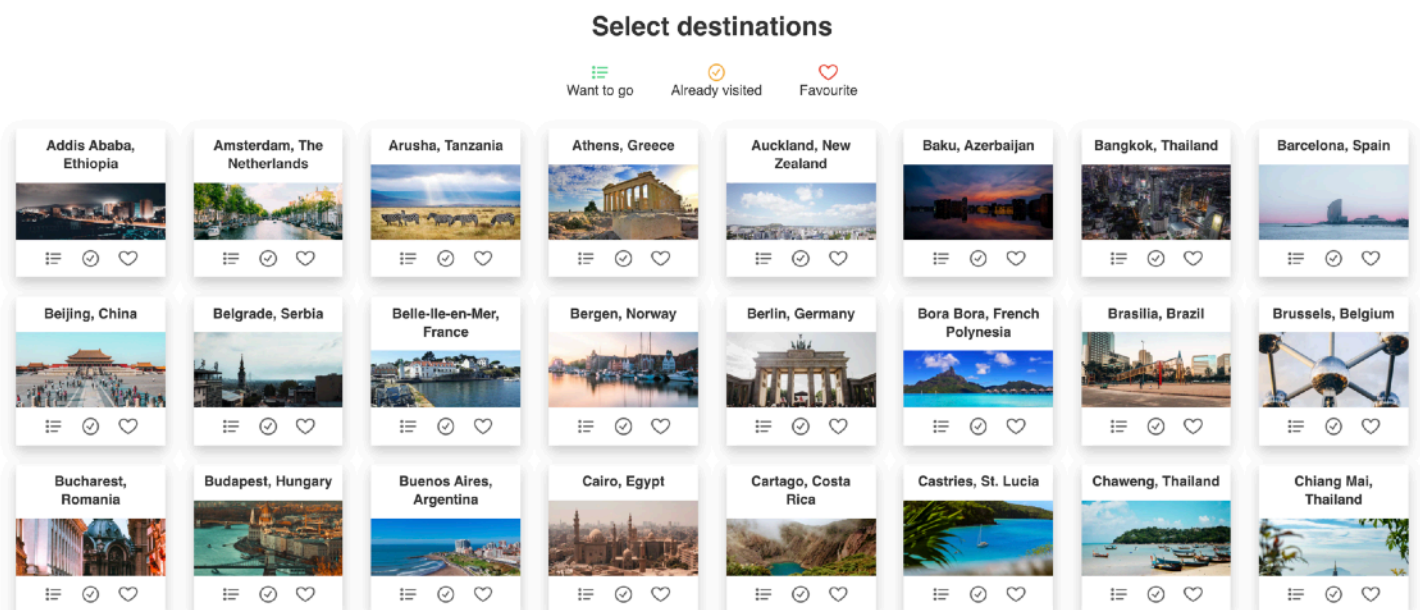 Select destinations
Want to go
Already visited
Favourite
Addis Ababa,
Ethiopia
Amsterdam, The
Netherlands
Arusha, Tanzania
Athens, Greece
Auckland, New
Zealand
Baku, Azerbaijan
Bangkok, Thailand
Barcelona, Spain
Beijing, China
Belgrade, Serbia
Belle-Ile-en-Mer,
France
Bergen, Norway
Berlin, Germany
Bora Bora, French
Polynesia
Brasilia, Brazil
Brussels, Belgium
Bucharest,
Romania
Budapest, Hungary
Buenos Aires,
Argentina
Cairo, Egypt
Cartago, Costa
Rica
Castries, St. Lucia
Chaweng, Thailand
Chiang Mai,
Thailand